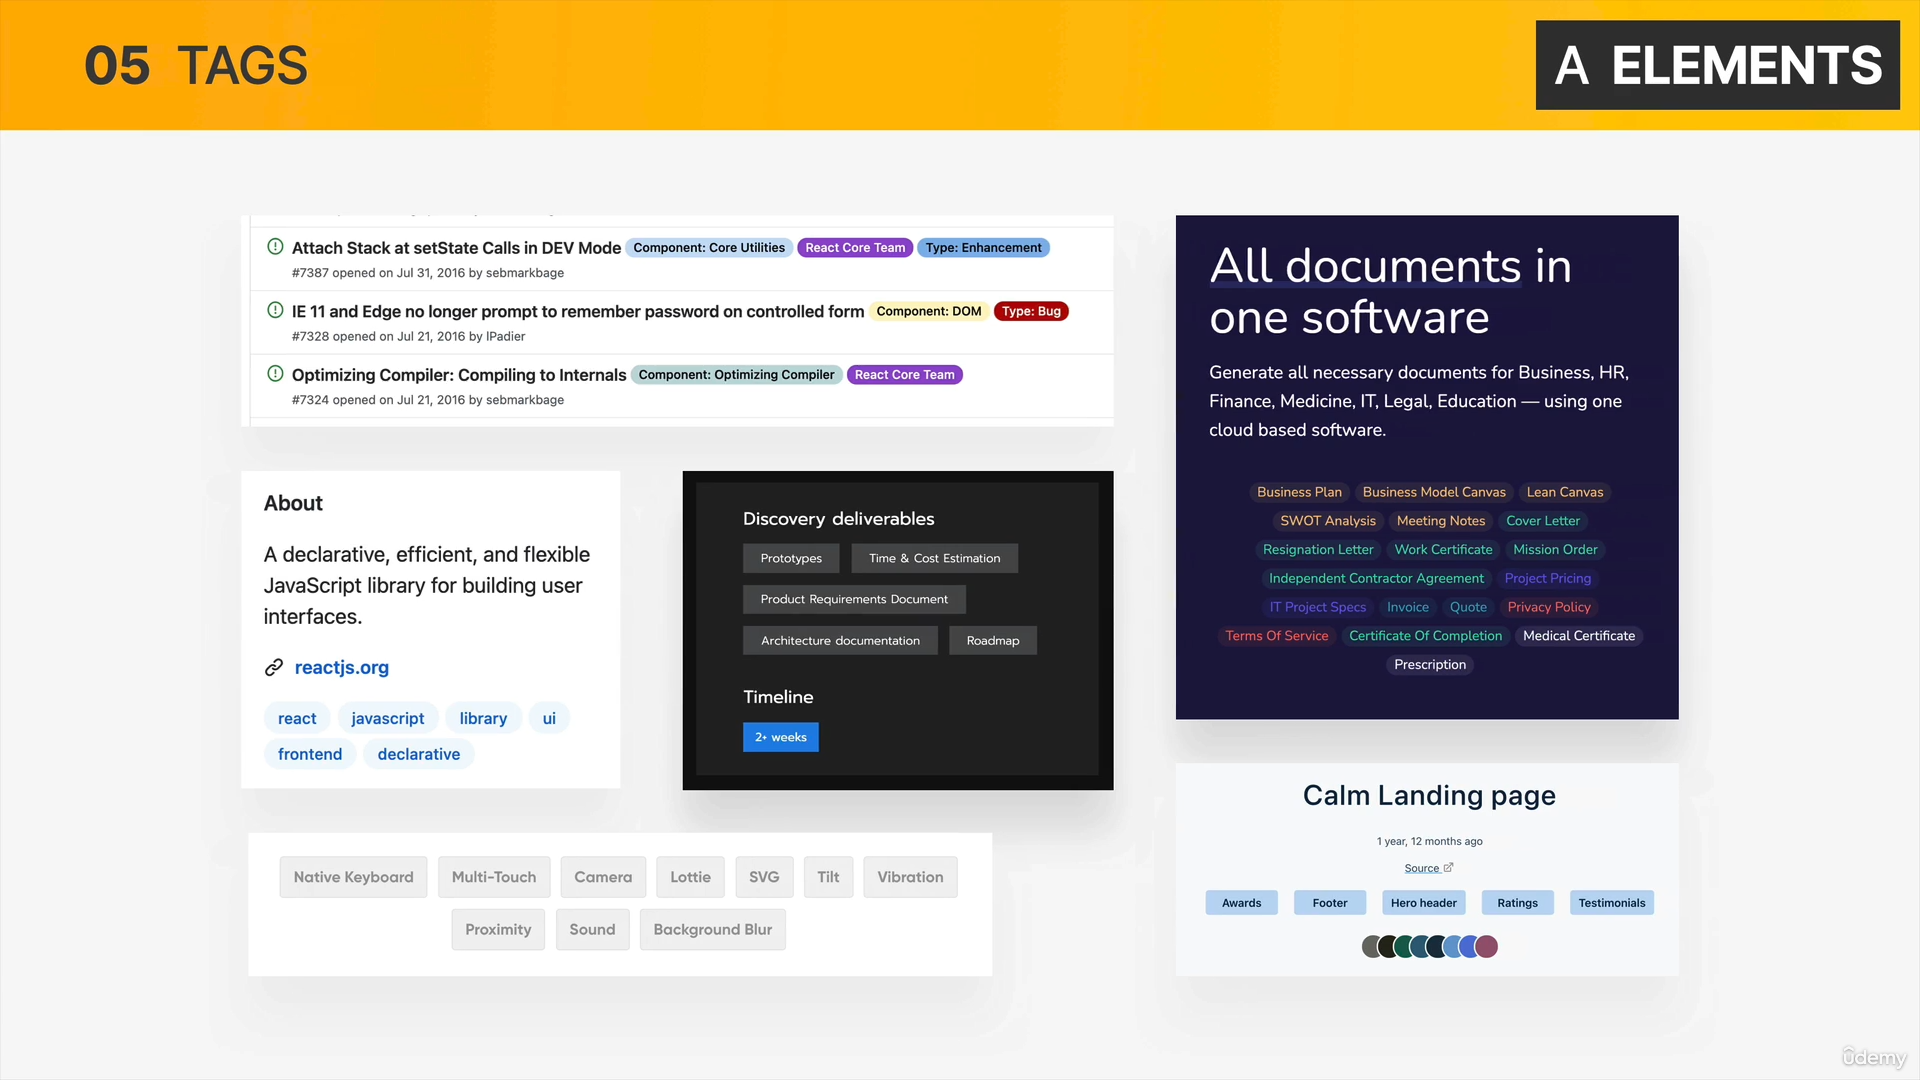 05 TAGS
A ELEMENTS
Attach Stack at setState Calls in DEV Mode Component: Core Utilities React Core Team Type: Enhancement
#7387 opened on Jul 31, 2016 by sebmarkbage
IE 11 and Edge no longer prompt to remember password on controlled form Component: DOM Type: Bug
#7328 opened on Jul 21, 2016 by IPadier
Optimizing Compiler: Compiling to Internals Component: Optimizing Compiler React Core Team
#7324 opened on Jul 21, 2016 by sebmarkbage
About
A declarative, efficient, and flexible
JavaScript library for building user
interfaces.
reactjs.org
react javascript library ui
frontend declarative
Discovery deliverables
Prototypes Time & Cost Estimation
Product Requirements Document
Architecture documentation Roadmap
Timeline
2+ weeks
Native Keyboard Multi-Touch Camera Lottie SVG Tilt Vibration
Proximity Sound Background Blur
All documents in
one software
Generate all necessary documents for Business, HR,
Finance, Medicine, IT, Legal, Education — using one
cloud based software.
Business Plan Business Model Canvas Lean Canvas
SWOT Analysis Meeting Notes Cover Letter
Resignation Letter Work Certificate Mission Order
Independent Contractor Agreement Project Pricing
IT Project Specs Invoice Quote Privacy Policy
Terms Of Service Certificate Of Completion Medical Certificate
Prescription
Calm Landing page
1 year, 12 months ago
Source
Awards Footer Hero header Ratings Testimonials
ûdemy